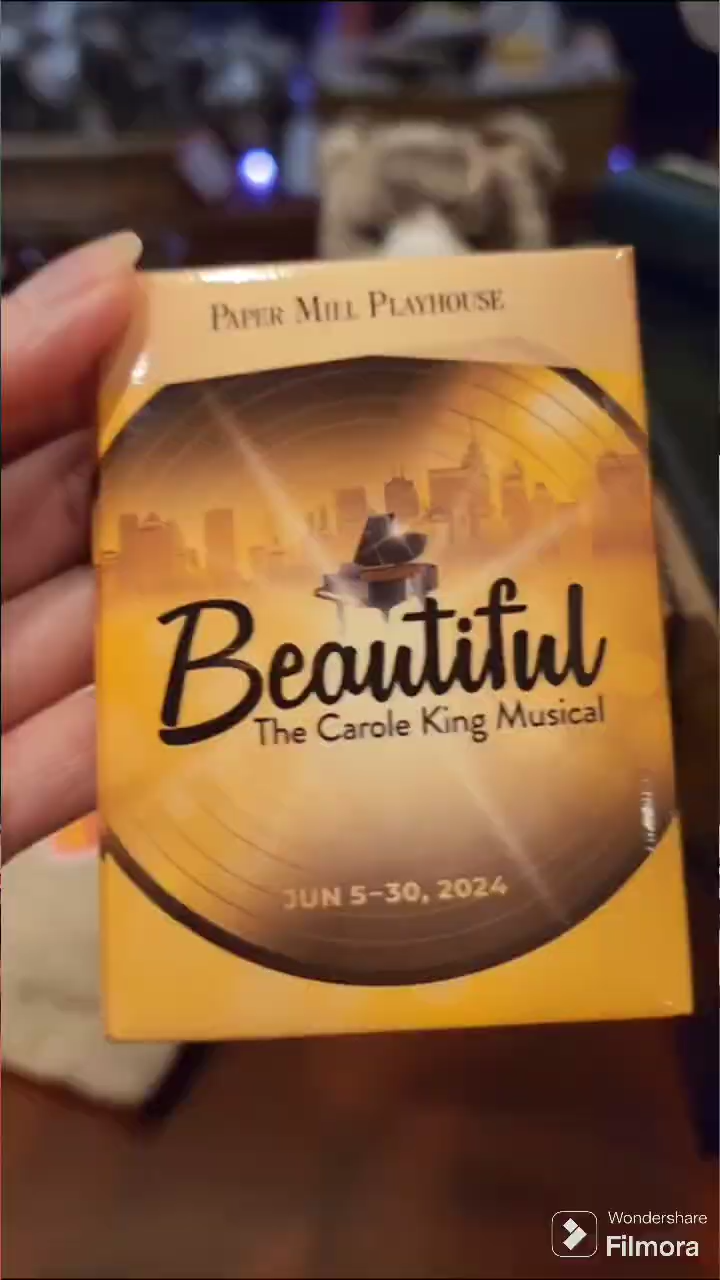 PAPER MILL PLAYHOUSE
Beautiful
The Carole King Musical
JUN 5-30, 2024
Wondershare
Filmora